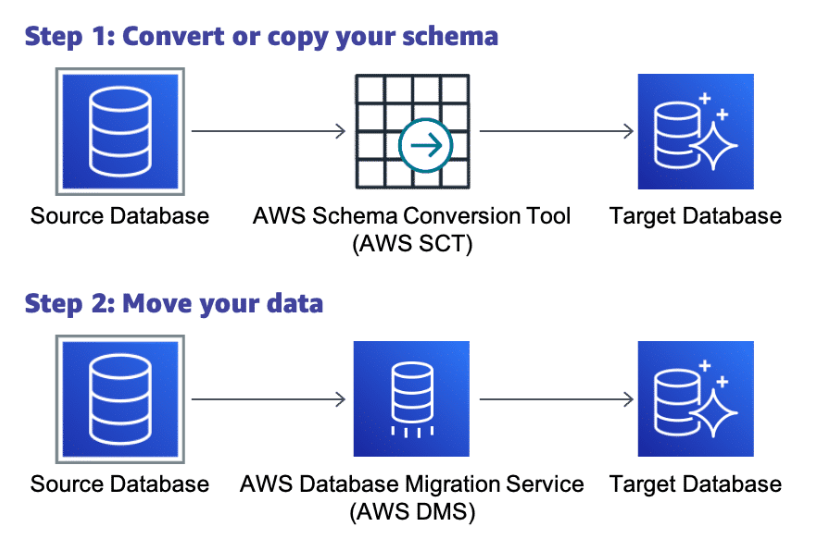 Step 1: Convert or copy your schema
Source Database
AWS Schema Conversion Tool
(AWS SCT)
Target Database
Step 2: Move your data
Source Database
AWS Database Migration Service
(AWS DMS)
Target Database